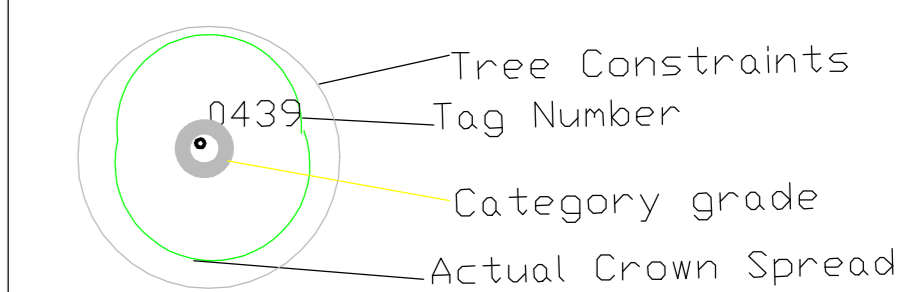 Tree Constraints
0439
Tag Number
Category grade
Actual Crown Spread